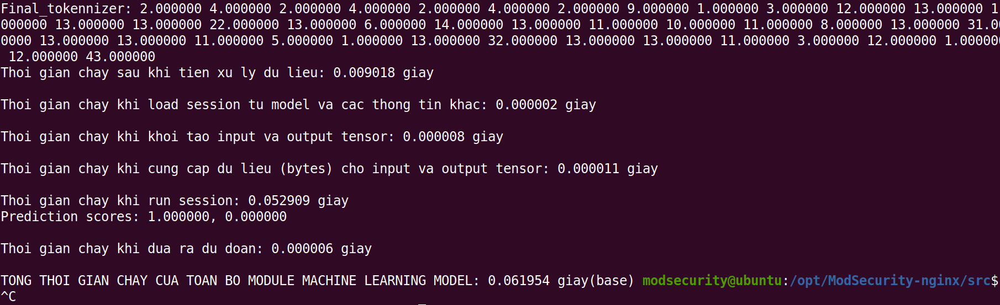 Final_tokennizer: 2.000000 4.000000 2.000000 4.000000 2.000000 4.000000 2.000000 9.000000 1.000000 3.000000 12.000000 13.000000 1.
000000 13.000000 13.000000 22.000000 13.000000 6.000000 14.000000 13.000000 11.000000 10.000000 11.000000 8.000000 13.000000 31.00
0000 13.000000 13.000000 11.000000 5.000000 1.000000 13.000000 32.000000 13.000000 13.000000 11.000000 3.000000 12.000000 1.000000
12.000000 43.000000
Thoi gian chay sau khi tien xu ly du lieu: 0.009018 giay
Thoi gian chay khi load session tu model va cac thong tin khac: 0.000002 giay
Thoi gian chay khi khoi tao input va output tensor: 0.000008 giay
Thoi gian chay khi cung cap du lieu (bytes) cho input va output tensor: 0.000011 giay
Thoi gian chay khi run session: 0.052909 giay
Prediction scores: 1.000000, 0.000000
Thoi gian chay khi dua ra du doan: 0.000006 giay
TONG THOI GIAN CHAY CUA TOAN BO MODULE MACHINE LEARNING MODEL: 0.061954 giay(base) modsecurity@ubuntu:/opt/ModSecurity-nginx/src$
^C